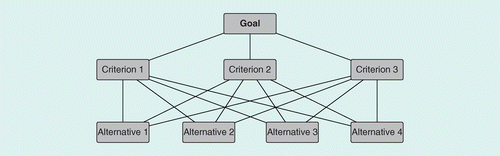 Goal
Criterion 1
Criterion 2
Criterion 3
Alternative 1
Alternative 2
Alternative 3
Alternative 4